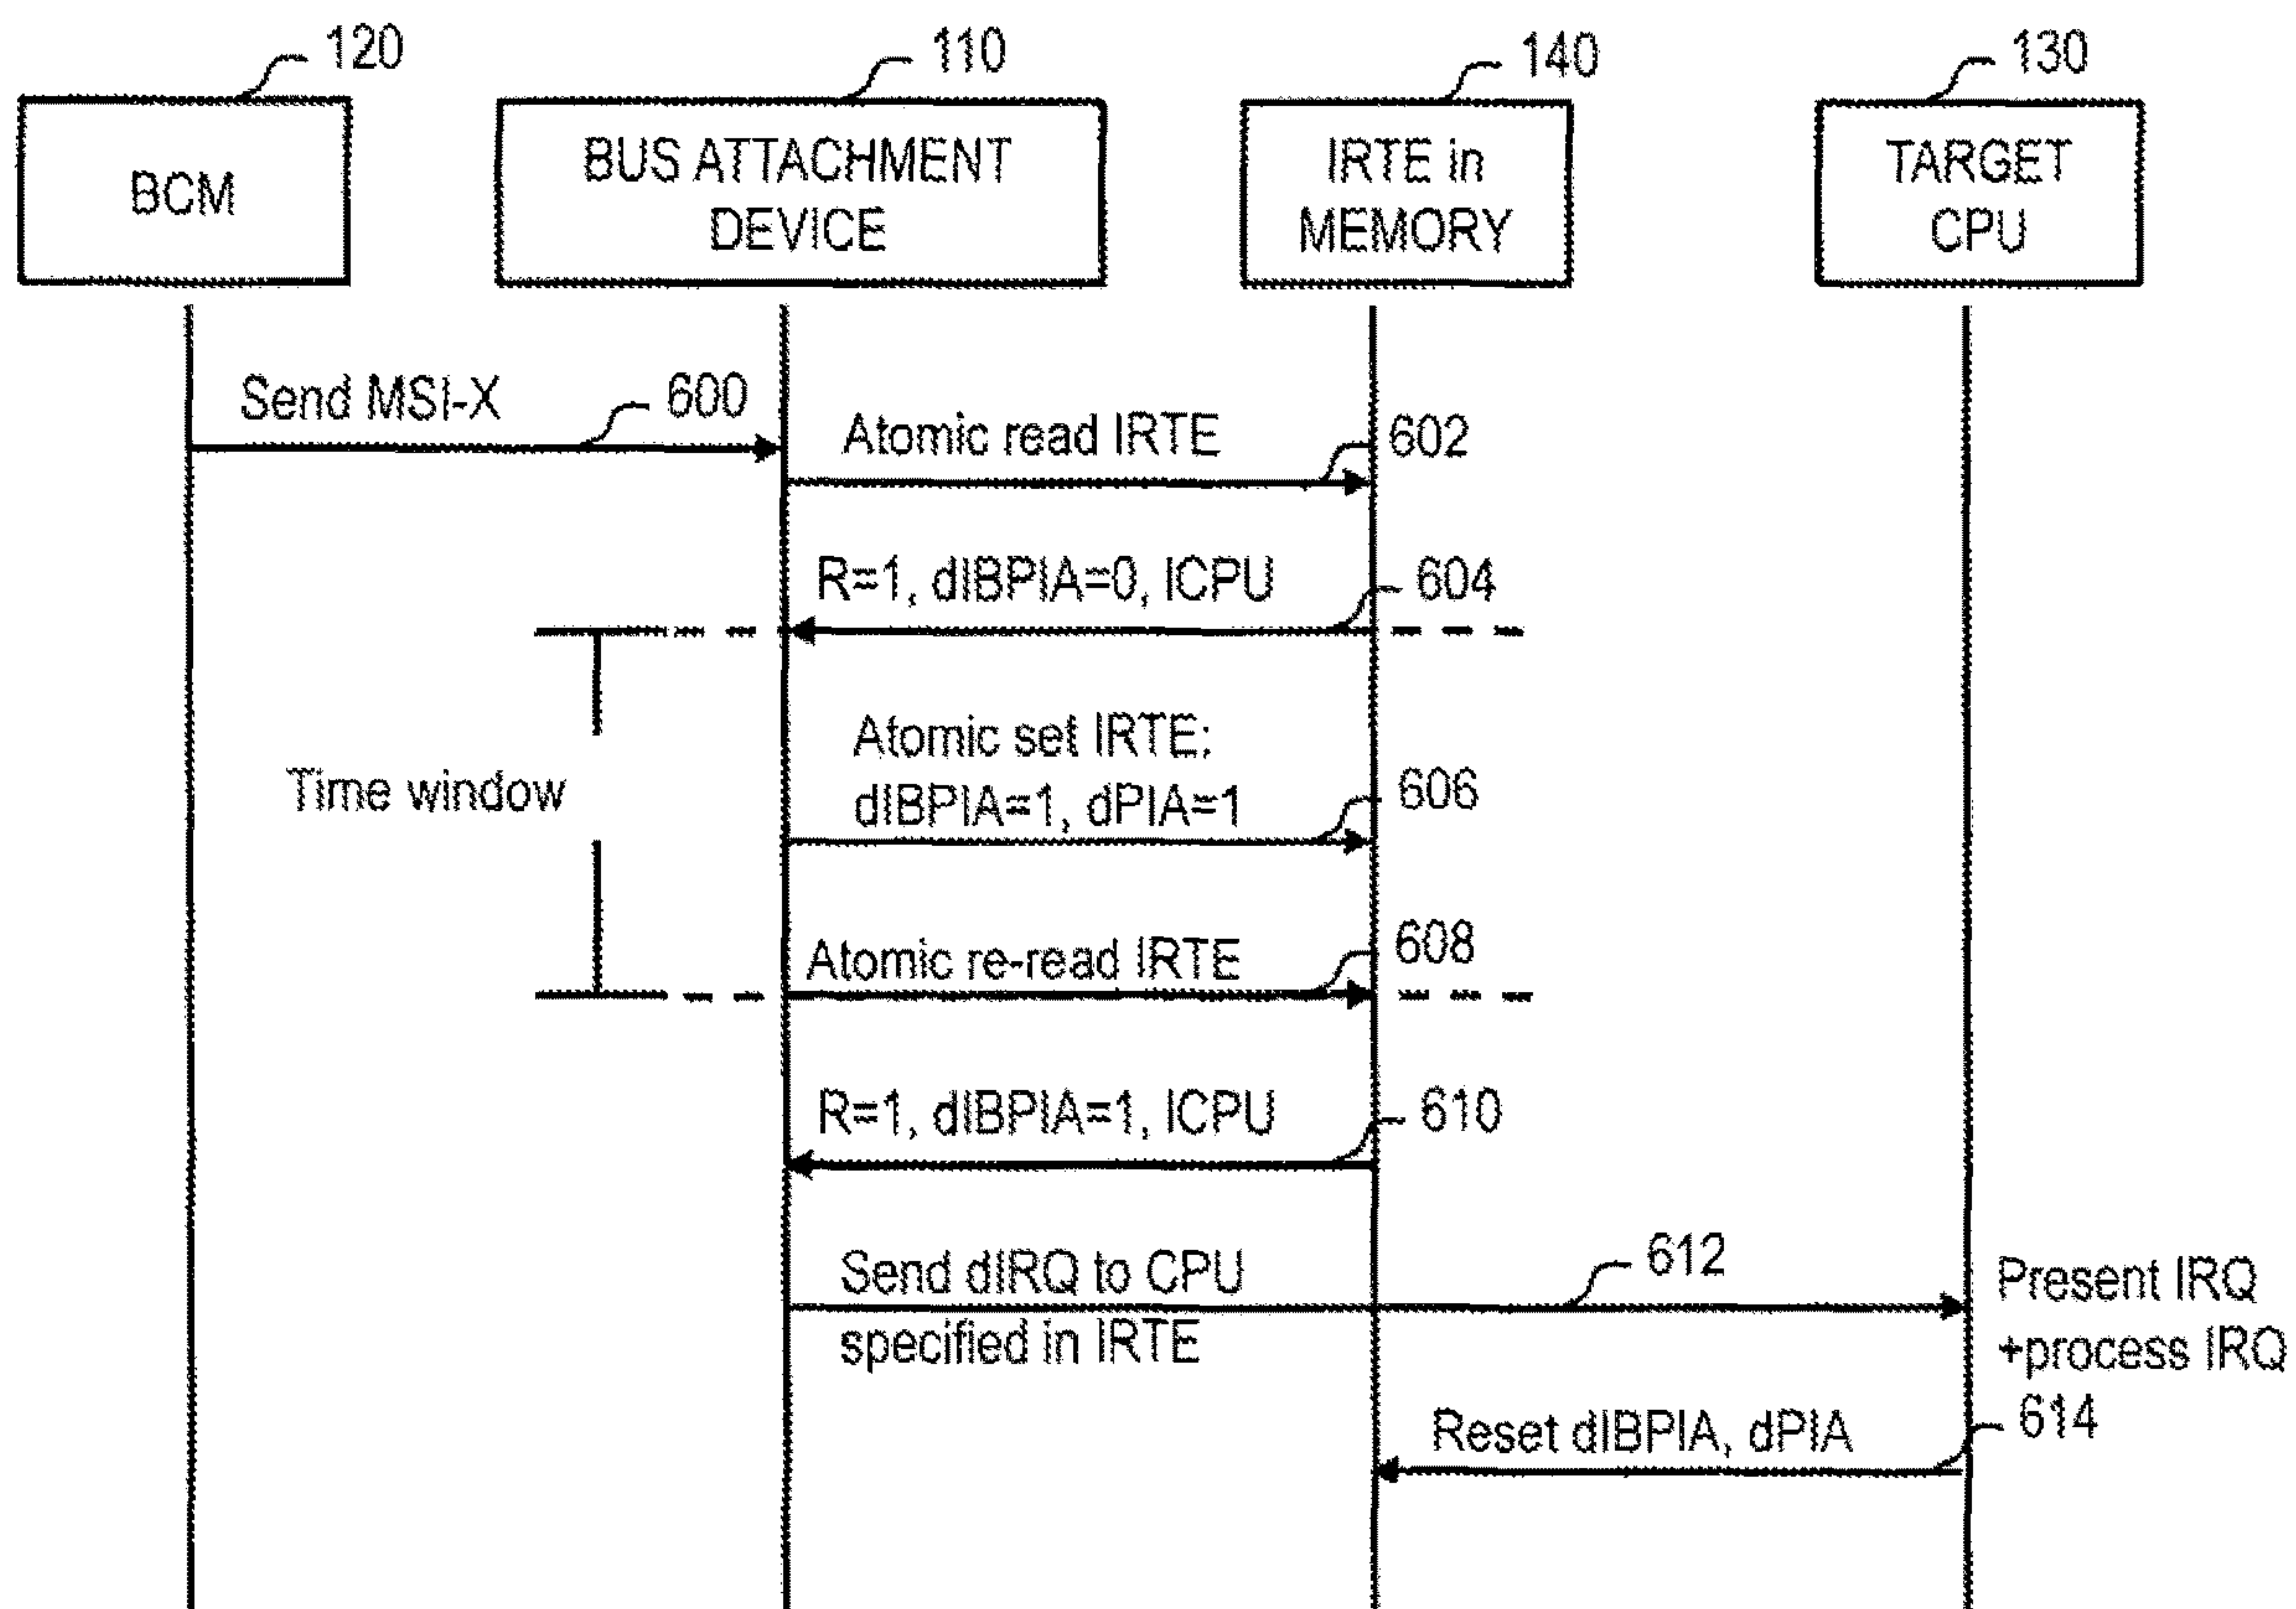 120
110
140
130
BCM
BUS ATTACHMENT
DEVICE
IRTE in
MEMORY
TARGET
CPU
Send MSI-X
600
Atomic read IRTE
602
R=1, dIBPIA=0, ICPU
604
Time window
Atomic set IRTE:
dIBPIA=1, dPIA=1
606
Atomic re-read IRTE
608
R=1, dIBPIA=1, ICPU
610
Send dIRQ to CPU
specified in IRTE
612
Present IRQ
+process IRQ
614
Reset dIBPIA, dPIA